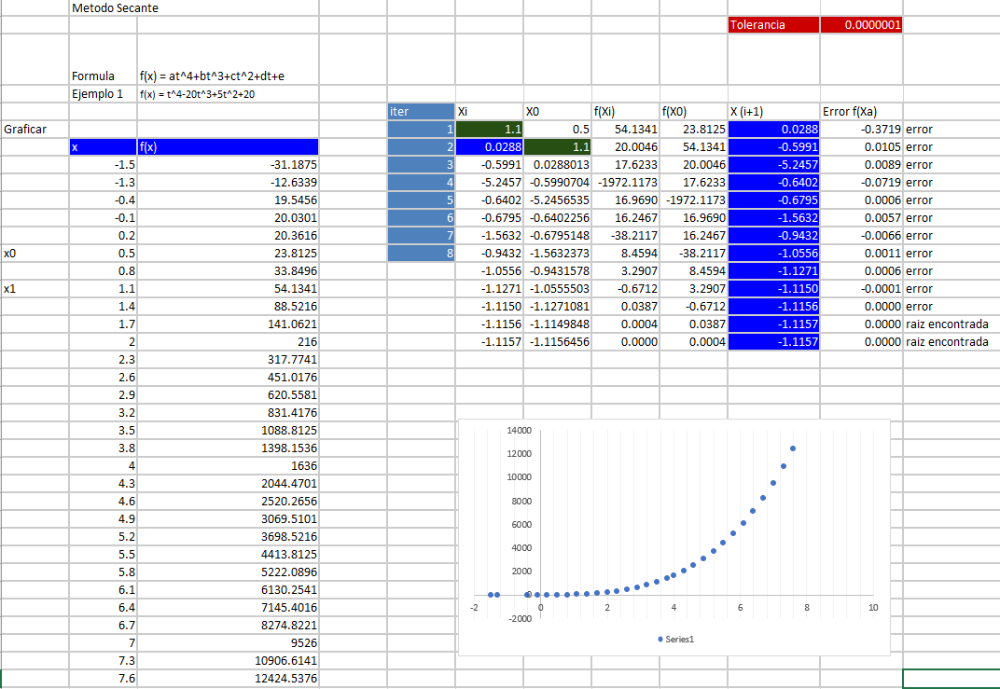 Metodo Secante
Tolerancia 0.0000001
Formula f(x) = at^4+bt^3+ct^2+dt+e
Ejemplo 1 f(x) = t^4-20t^3+5t^2+20
iter Xi X0 f(Xi) f(X0) X (i+1) Error f(Xa)
Graficar 1 1.1 0.5 54.1341 23.8125 0.0288 -0.3719 error
x f(x) 2 0.0288 1.1 20.0046 54.1341 -0.5991 0.0105 error
-1.5 -31.1875 3 -0.5991 0.0288013 17.6233 20.0046 -5.2457 0.0089 error
-1.3 -12.6339 4 -5.2457 -0.5990704 -1972.1173 17.6233 -0.6402 -0.0719 error
-0.4 19.5456 5 -0.6402 -5.2456535 16.9690 -1972.1173 -0.6795 0.0006 error
-0.1 20.0301 6 -0.6795 -0.6402256 16.2467 16.9690 -1.5632 0.0057 error
0.2 20.3616 7 -1.5632 -0.6795148 -38.2117 16.2467 -0.9432 -0.0066 error
x0 0.5 23.8125 8 -0.9432 -1.5632373 8.4594 -38.2117 -1.0556 0.0011 error
0.8 33.8496 -1.0556 -0.9431578 3.2907 8.4594 -1.1271 0.0006 error
x1 1.1 54.1341 -1.1271 -1.0555503 -0.6712 3.2907 -1.1150 -0.0001 error
1.4 88.5216 -1.1150 -1.1271081 0.0387 -0.6712 -1.1156 0.0000 error
1.7 141.0621 -1.1156 -1.1149848 0.0004 0.0387 -1.1157 0.0000 raiz encontrada
2 216 -1.1157 -1.1156456 0.0000 0.0004 -1.1157 0.0000 raiz encontrada
2.3 317.7741
2.6 451.0176
2.9 620.5581
3.2 831.4176
3.5 1088.8125
3.8 1398.1536
4 1636
4.3 2044.4701
4.6 2520.2656
4.9 3069.5101
5.2 3698.5216
5.5 4413.8125
5.8 5222.0896
6.1 6130.2541
6.4 7145.4016
6.7 8274.8221
7 9526
7.3 10906.6141
7.6 12424.5376
14000
12000
10000
8000
6000
4000
2000
0
-2000
-2 0 2 4 6 8 10
Series1